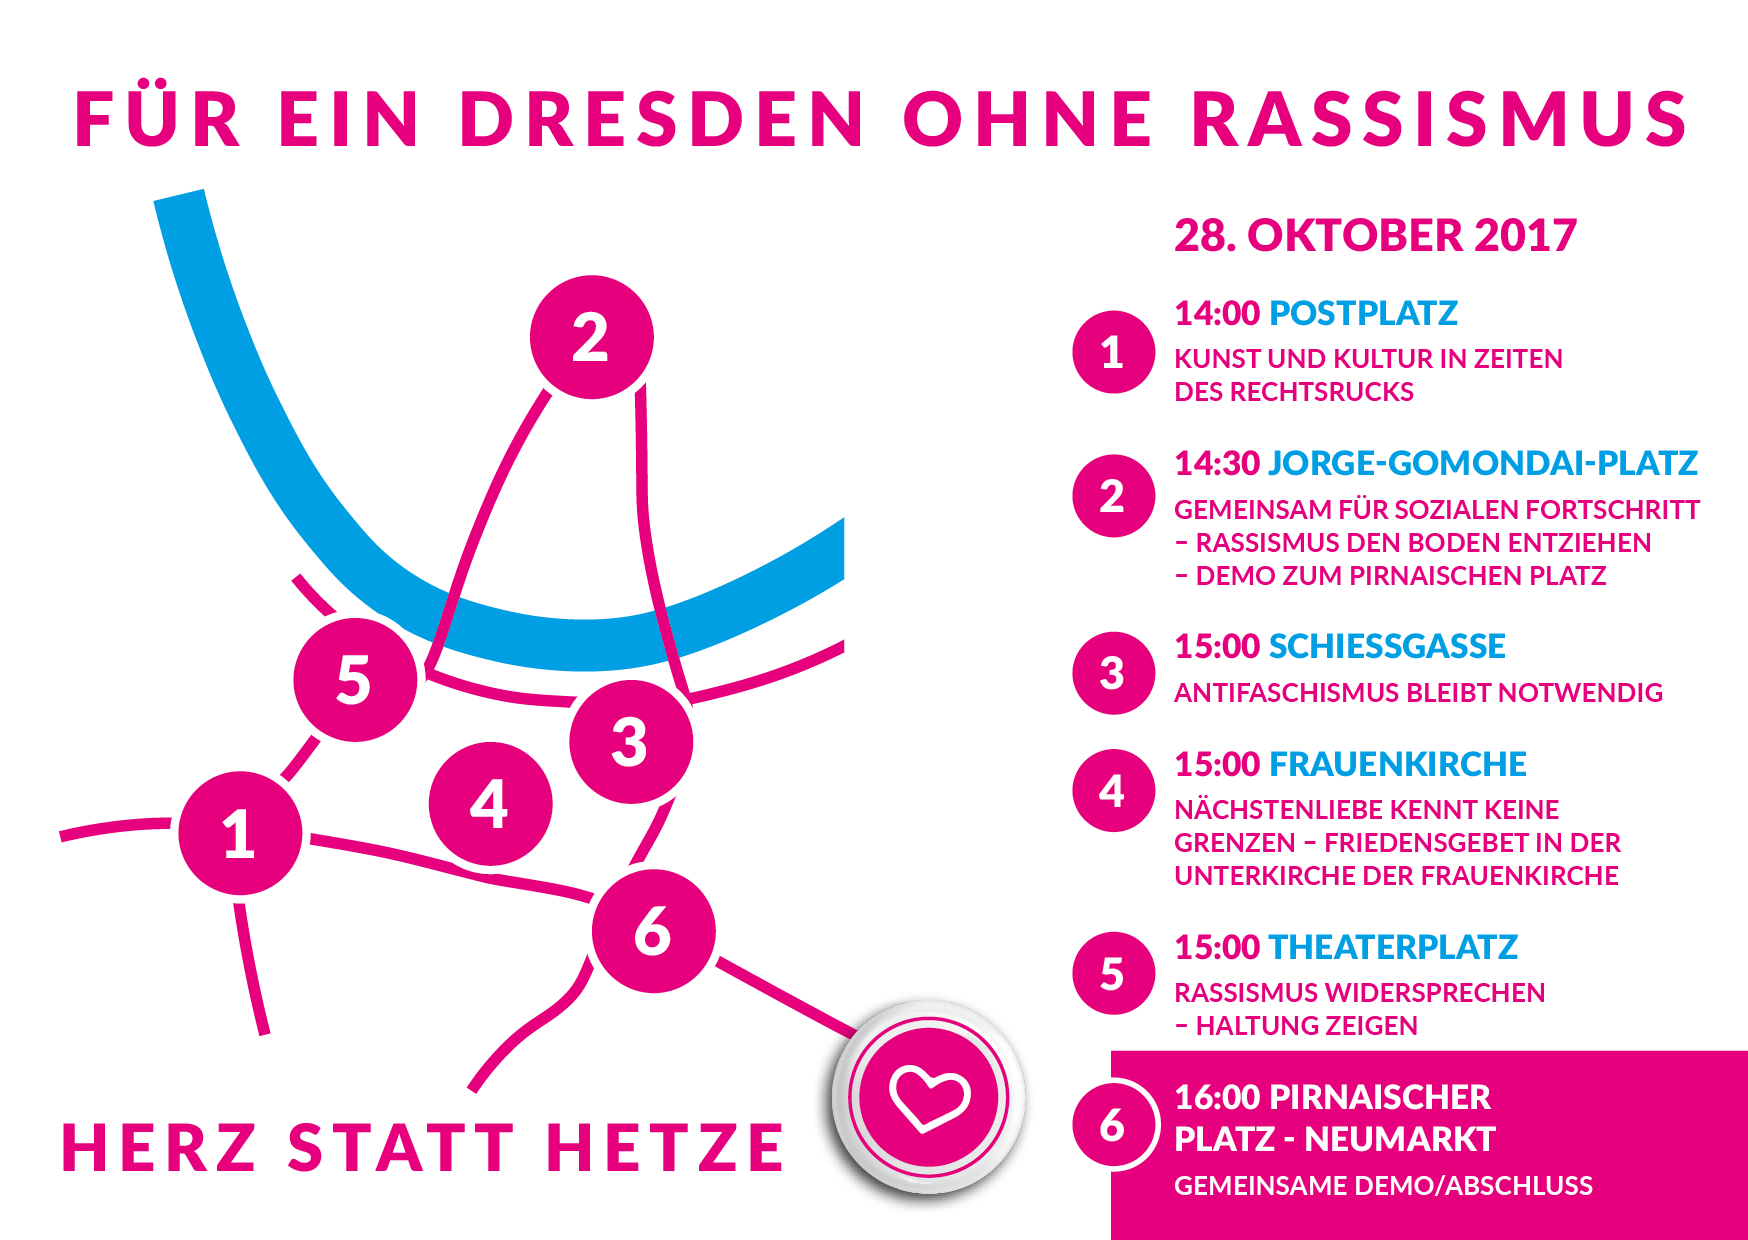 FÜR EIN DRESDEN OHNE RASSISMUS
28. OKTOBER 2017
1
14:00 POSTPLATZ
KUNST UND KULTUR IN ZEITEN
DES RECHTSRUCKS
2
14:30 JORGE-GOMONDAI-PLATZ
GEMEINSAM FÜR SOZIALEN FORTSCHRITT
– RASSISMUS DEN BODEN ENTZIEHEN
– DEMO ZUM PIRNAISCHEN PLATZ
3
15:00 SCHIESSGASSE
ANTIFASCHISMUS BLEIBT NOTWENDIG
4
15:00 FRAUENKIRCHE
NÄCHSTENLIEBE KENNT KEINE
GRENZEN – FRIEDENSGEBET IN DER
UNTERKIRCHE DER FRAUENKIRCHE
5
15:00 THEATERPLATZ
RASSISMUS WIDERSPRECHEN
– HALTUNG ZEIGEN
6
16:00 PIRNAISCHER
PLATZ - NEUMARKT
GEMEINSAME DEMO/ABSCHLUSS
2
5
3
4
1
6
HERZ STATT HETZE